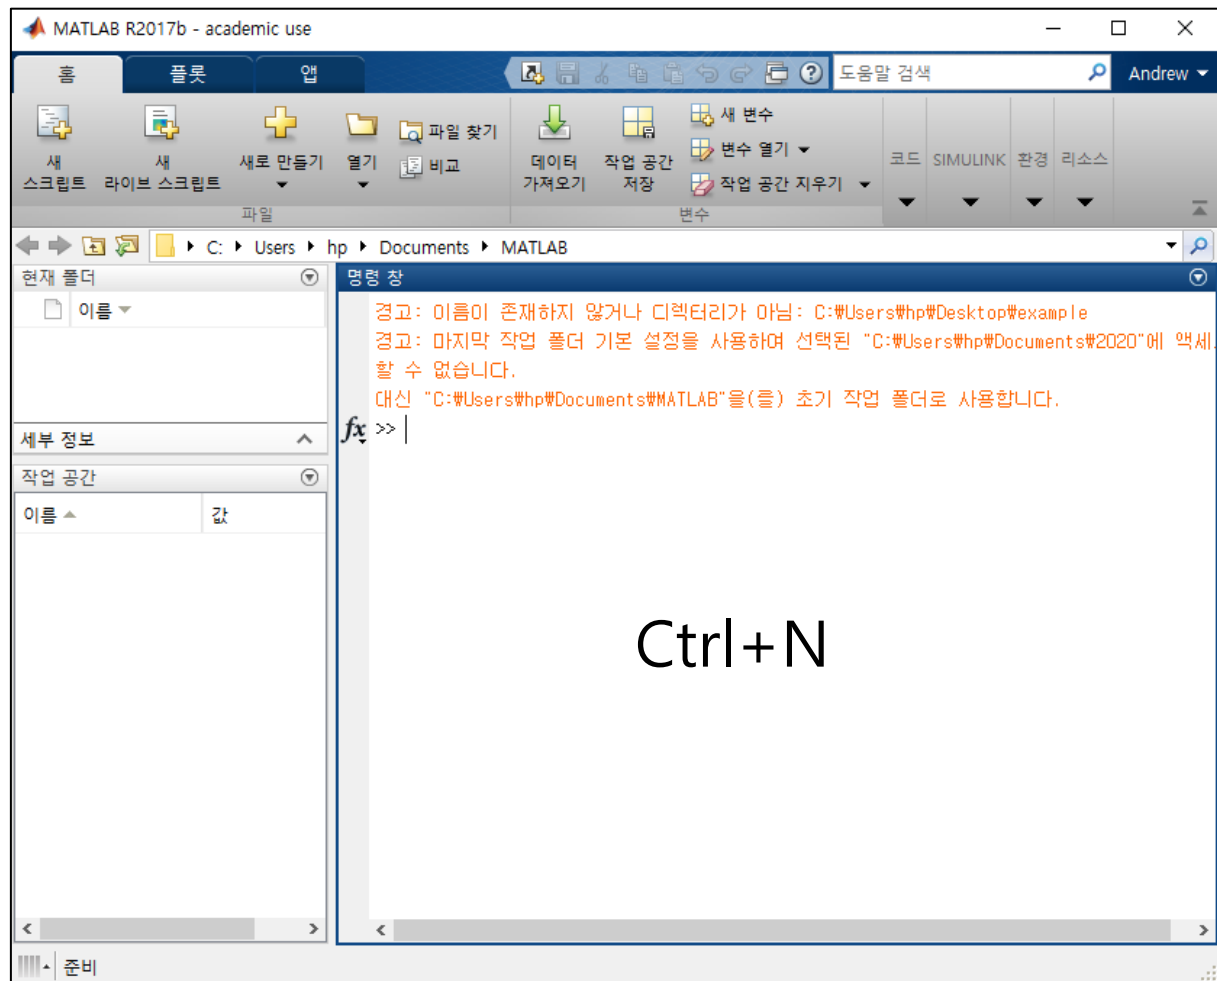 MATLAB R2017b - academic use
홈 플롯 앱 도움말 검색 Andrew
새 스크립트
새 라이브 스크립트
새로 만들기
열기
파일 찾기
비교
파일
데이터 가져오기
작업 공간 저장
새 변수
변수 열기
작업 공간 지우기
변수
코드 SIMULINK 환경 리소스
C: Users hp Documents MATLAB
현재 폴더
이름
세부 정보
작업 공간
이름 값
명령 창
경고: 이름이 존재하지 않거나 디렉터리가 아님: C:₩Users₩hp₩Desktop₩example
경고: 마지막 작업 폴더 기본 설정을 사용하여 선택된 "C:₩Users₩hp₩Documents₩2020"에 액세
할 수 없습니다.
대신 "C:₩Users₩hp₩Documents₩MATLAB"을(를) 초기 작업 폴더로 사용합니다.
fx >>
Ctrl+N
준비